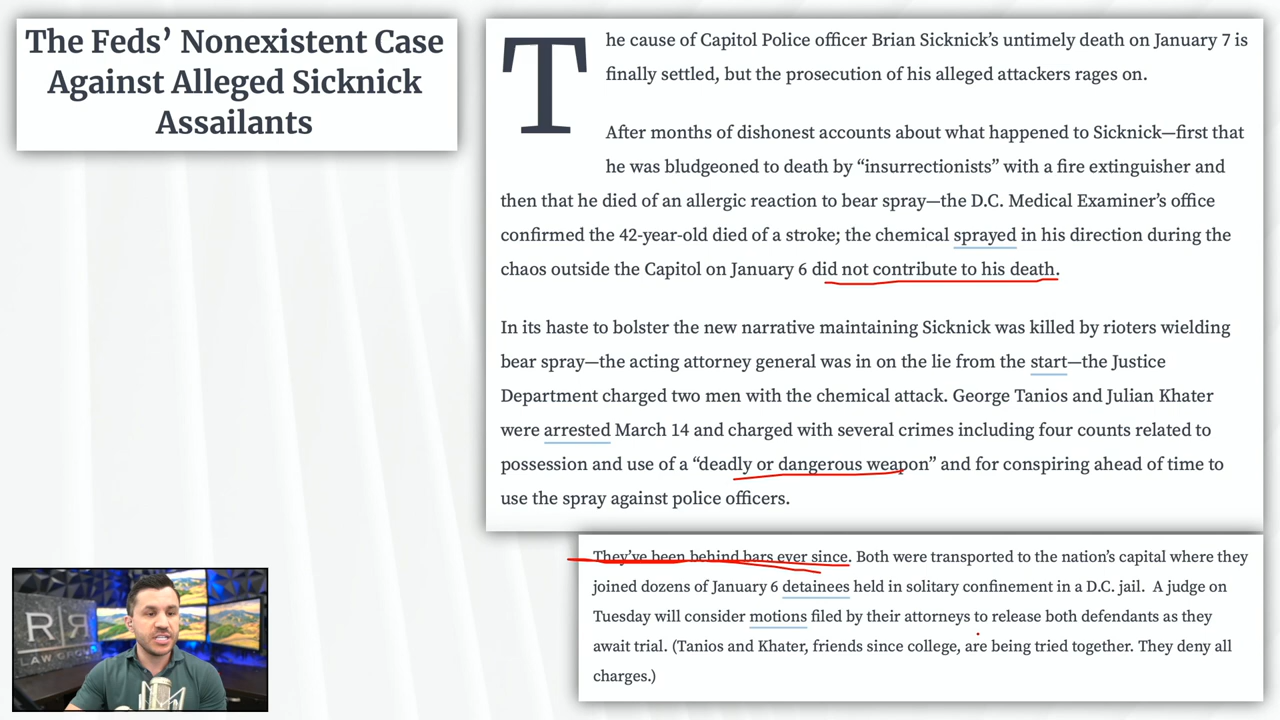 The Feds’ Nonexistent Case
Against Alleged Sicknick
Assailants
The cause of Capitol Police officer Brian Sicknick’s untimely death on January 7 is
finally settled, but the prosecution of his alleged attackers rages on.
After months of dishonest accounts about what happened to Sicknick—first that
he was bludgeoned to death by “insurrectionists” with a fire extinguisher and
then that he died of an allergic reaction to bear spray—the D.C. Medical Examiner’s office
confirmed the 42-year-old died of a stroke; the chemical sprayed in his direction during the
chaos outside the Capitol on January 6 did not contribute to his death.
In its haste to bolster the new narrative maintaining Sicknick was killed by rioters wielding
bear spray—the acting attorney general was in on the lie from the start—the Justice
Department charged two men with the chemical attack. George Tanios and Julian Khater
were arrested March 14 and charged with several crimes including four counts related to
possession and use of a “deadly or dangerous weapon” and for conspiring ahead of time to
use the spray against police officers.
They’ve been behind bars ever since. Both were transported to the nation’s capital where they
joined dozens of January 6 detainees held in solitary confinement in a D.C. jail. A judge on
Tuesday will consider motions filed by their attorneys to release both defendants as they
await trial. (Tanios and Khater, friends since college, are being tried together. They deny all
charges.)
R|R
LAW GROUP